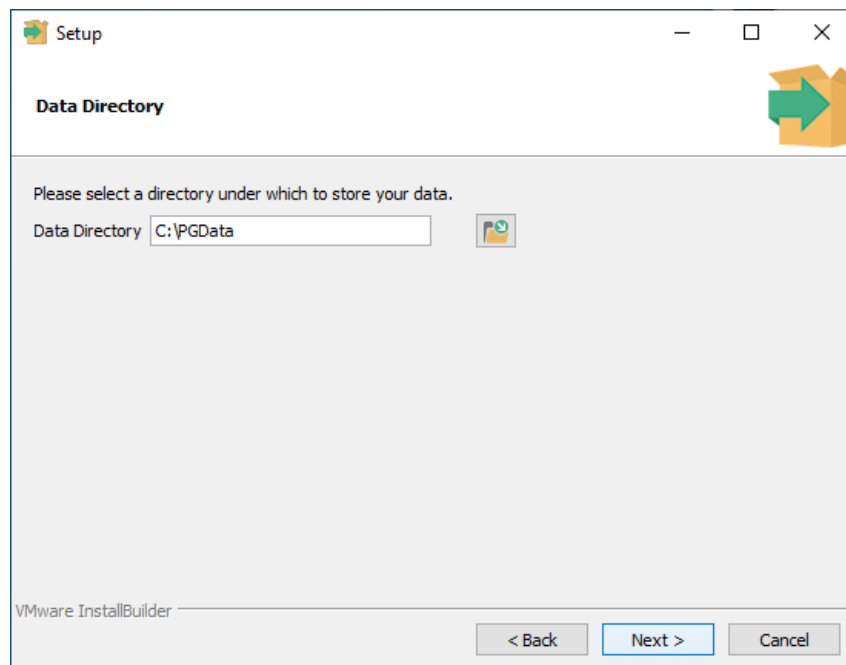 Setup
Data Directory
Please select a directory under which to store your data.
Data Directory C:\PGData
VMware InstallBuilder
< Back Next > Cancel